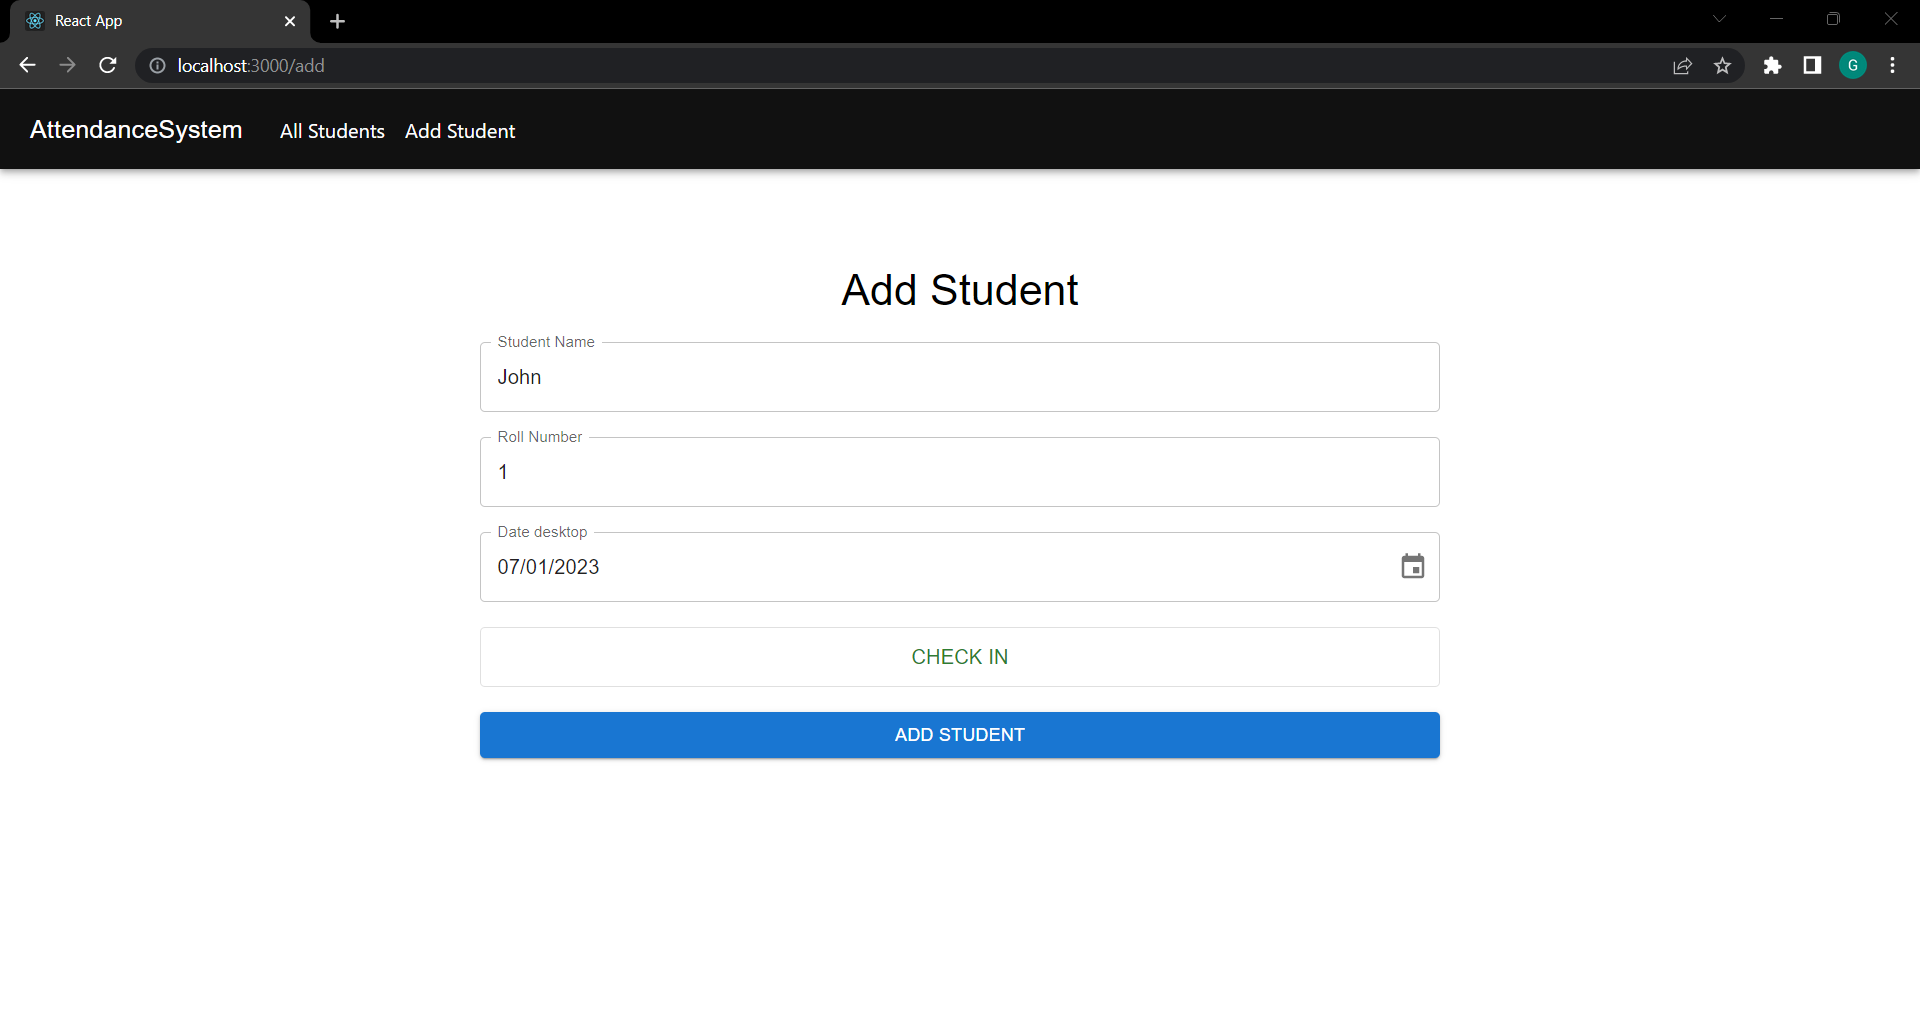 React App
localhost:3000/add
G
AttendanceSystem All Students Add Student
Add Student
Student Name
John
Roll Number
1
Date desktop
07/01/2023
CHECK IN
ADD STUDENT